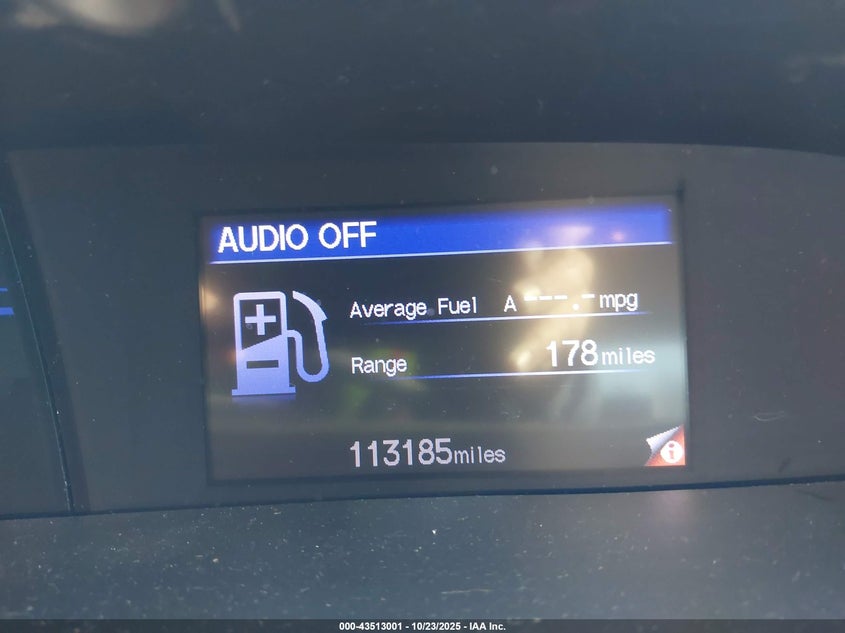 AUDIO OFF
Average Fuel A ---.- mpg
Range 178 miles
113185 miles
000-43513001 - 10/23/2025 - IAA Inc.